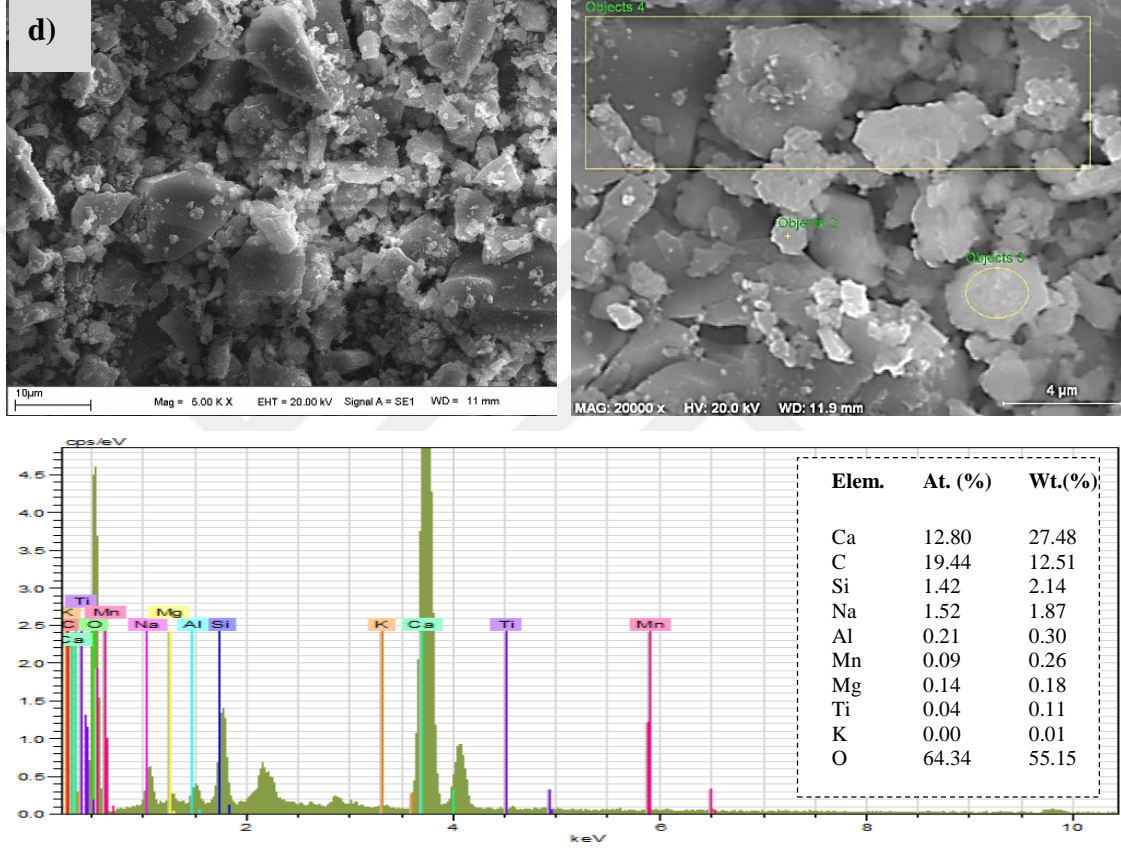 d)
10µm
Mag = 5.00 K X EHT = 20.00 kV Signal A = SE1 WD = 11 mm
Objects 4
Objects 2
Objects 5
MAG: 20000 x HV: 20.0 kV WD: 11.9 mm
4 µm
cps/eV
4.5
4.0
3.5
3.0
2.5
2.0
1.5
1.0
0.5
0.0
Ti
K Mn Mg
C O Na Al Si K Ca Ti Mn
Ca
2 4 6 8 10
keV
Elem. At. (%) Wt.(%)
Ca 12.80 27.48
C 19.44 12.51
Si 1.42 2.14
Na 1.52 1.87
Al 0.21 0.30
Mn 0.09 0.26
Mg 0.14 0.18
Ti 0.04 0.11
K 0.00 0.01
O 64.34 55.15